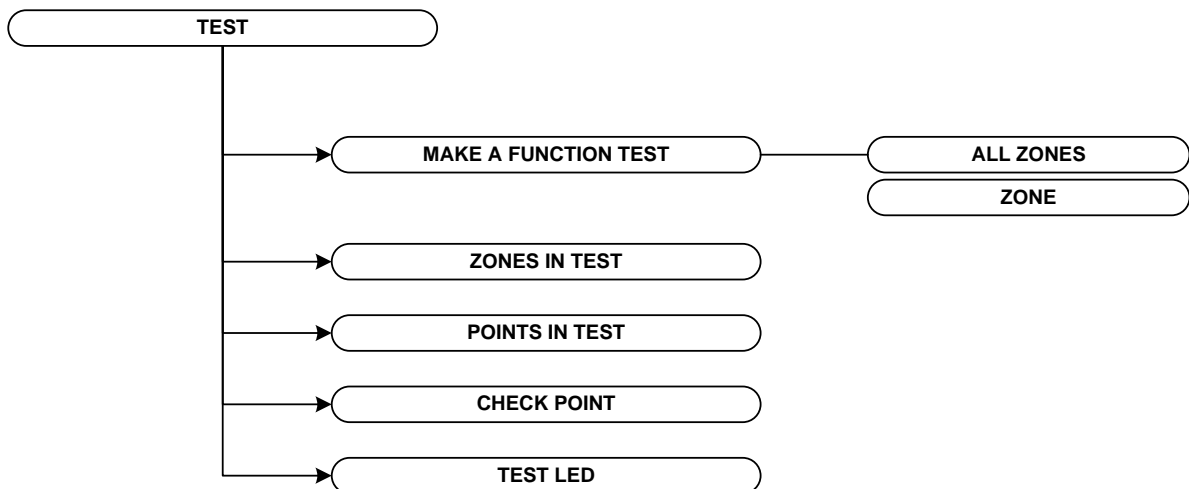 TEST
MAKE A FUNCTION TEST
ALL ZONES
ZONE
ZONES IN TEST
POINTS IN TEST
CHECK POINT
TEST LED